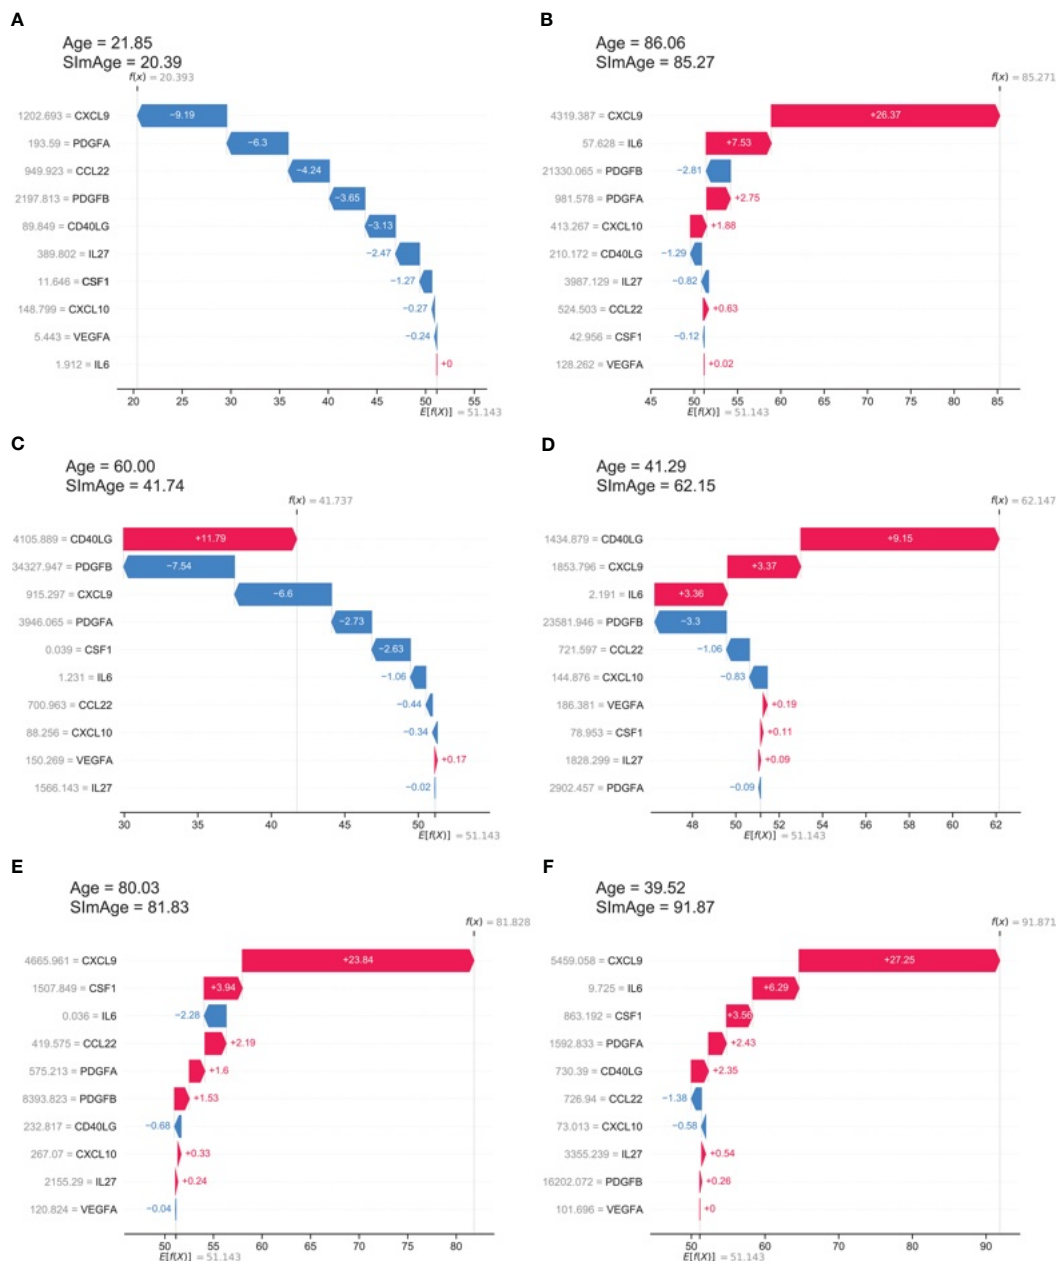 A
Age = 21.85
SImAge = 20.39
f(x) = 20.393
1202.693 = CXCL9
−9.19
193.59 = PDGFA
−6.3
949.923 = CCL22
−4.24
2197.813 = PDGFB
−3.65
89.849 = CD40LG
−3.13
389.802 = IL27
−2.47
11.646 = CSF1
−1.27
148.799 = CXCL10
−0.27
5.443 = VEGFA
−0.24
1.912 = IL6
+0
20 25 30 35 40 45 50 55
E[f(X)] = 51.143
B
Age = 86.06
SImAge = 85.27
f(x) = 85.271
4319.387 = CXCL9
+26.37
57.628 = IL6
+7.53
21330.065 = PDGFB
−2.81
981.578 = PDGFA
+2.75
413.267 = CXCL10
+1.88
210.172 = CD40LG
−1.29
3987.129 = IL27
−0.82
524.503 = CCL22
+0.63
42.956 = CSF1
−0.12
128.262 = VEGFA
+0.02
45 50 55 60 65 70 75 80 85
E[f(X)] = 51.143
C
Age = 60.00
SImAge = 41.74
f(x) = 41.737
4105.889 = CD40LG
+11.79
34327.947 = PDGFB
−7.54
915.297 = CXCL9
−6.6
3946.065 = PDGFA
−2.73
0.039 = CSF1
−2.63
1.231 = IL6
−1.06
700.963 = CCL22
−0.44
88.256 = CXCL10
−0.34
150.269 = VEGFA
+0.17
1566.143 = IL27
−0.02
30 35 40 45 50
E[f(X)] = 51.143
D
Age = 41.29
SImAge = 62.15
f(x) = 62.147
1434.879 = CD40LG
+9.15
1853.796 = CXCL9
+3.37
2.191 = IL6
+3.36
23581.946 = PDGFB
−3.3
721.597 = CCL22
−1.06
144.876 = CXCL10
−0.83
186.381 = VEGFA
+0.19
78.953 = CSF1
+0.11
1828.299 = IL27
+0.09
2902.457 = PDGFA
−0.09
48 50 52 54 56 58 60 62
E[f(X)] = 51.143
E
Age = 80.03
SImAge = 81.83
f(x) = 81.828
4665.961 = CXCL9
+23.84
1507.849 = CSF1
+3.94
0.036 = IL6
−2.28
419.575 = CCL22
+2.19
575.213 = PDGFA
+1.6
8393.823 = PDGFB
+1.53
232.817 = CD40LG
−0.68
267.07 = CXCL10
+0.33
2155.29 = IL27
+0.24
120.824 = VEGFA
−0.04
50 55 60 65 70 75 80
E[f(X)] = 51.143
F
Age = 39.52
SImAge = 91.87
f(x) = 91.871
5459.058 = CXCL9
+27.25
9.725 = IL6
+6.29
863.192 = CSF1
+3.56
1592.833 = PDGFA
+2.43
730.39 = CD40LG
+2.35
726.94 = CCL22
−1.38
73.013 = CXCL10
−0.58
3355.239 = IL27
+0.54
16202.072 = PDGFB
+0.26
101.696 = VEGFA
+0
50 60 70 80 90
E[f(X)] = 51.143